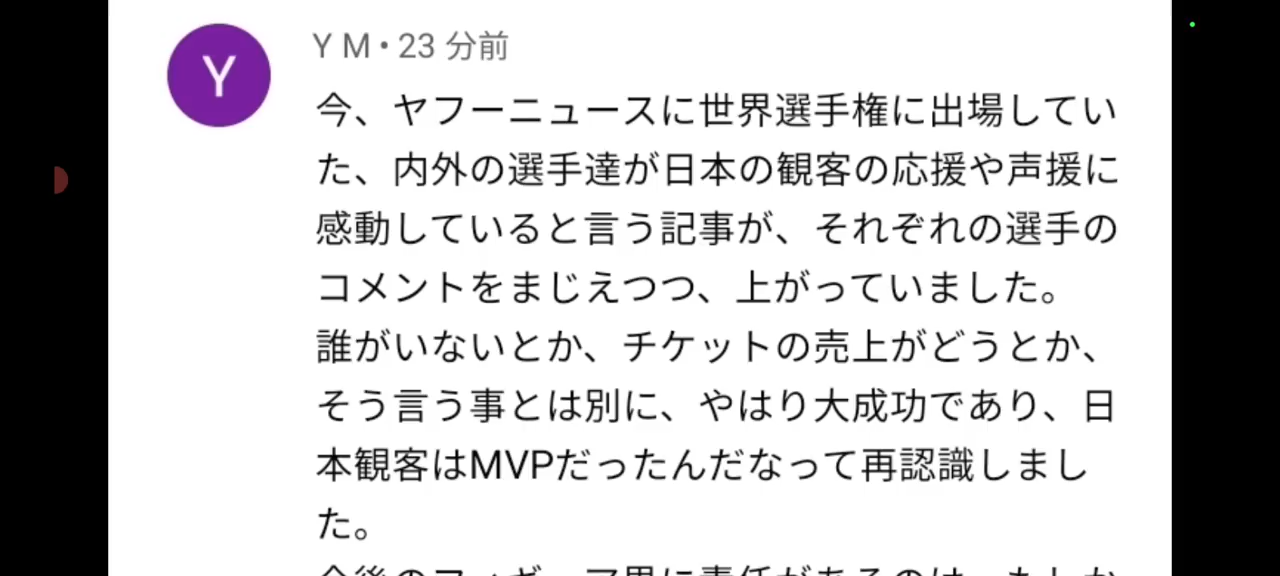 Y
Y M • 23 分前
今、ヤフーニュースに世界選手権に出場してい
た、内外の選手達が日本の観客の応援や声援に
感動していると言う記事が、それぞれの選手の
コメントをまじえつつ、上がっていました。
誰がいないとか、チケットの売上がどうとか、
そう言う事とは別に、やはり大成功であり、日
本観客はMVPだったんだなって再認識しまし
た。